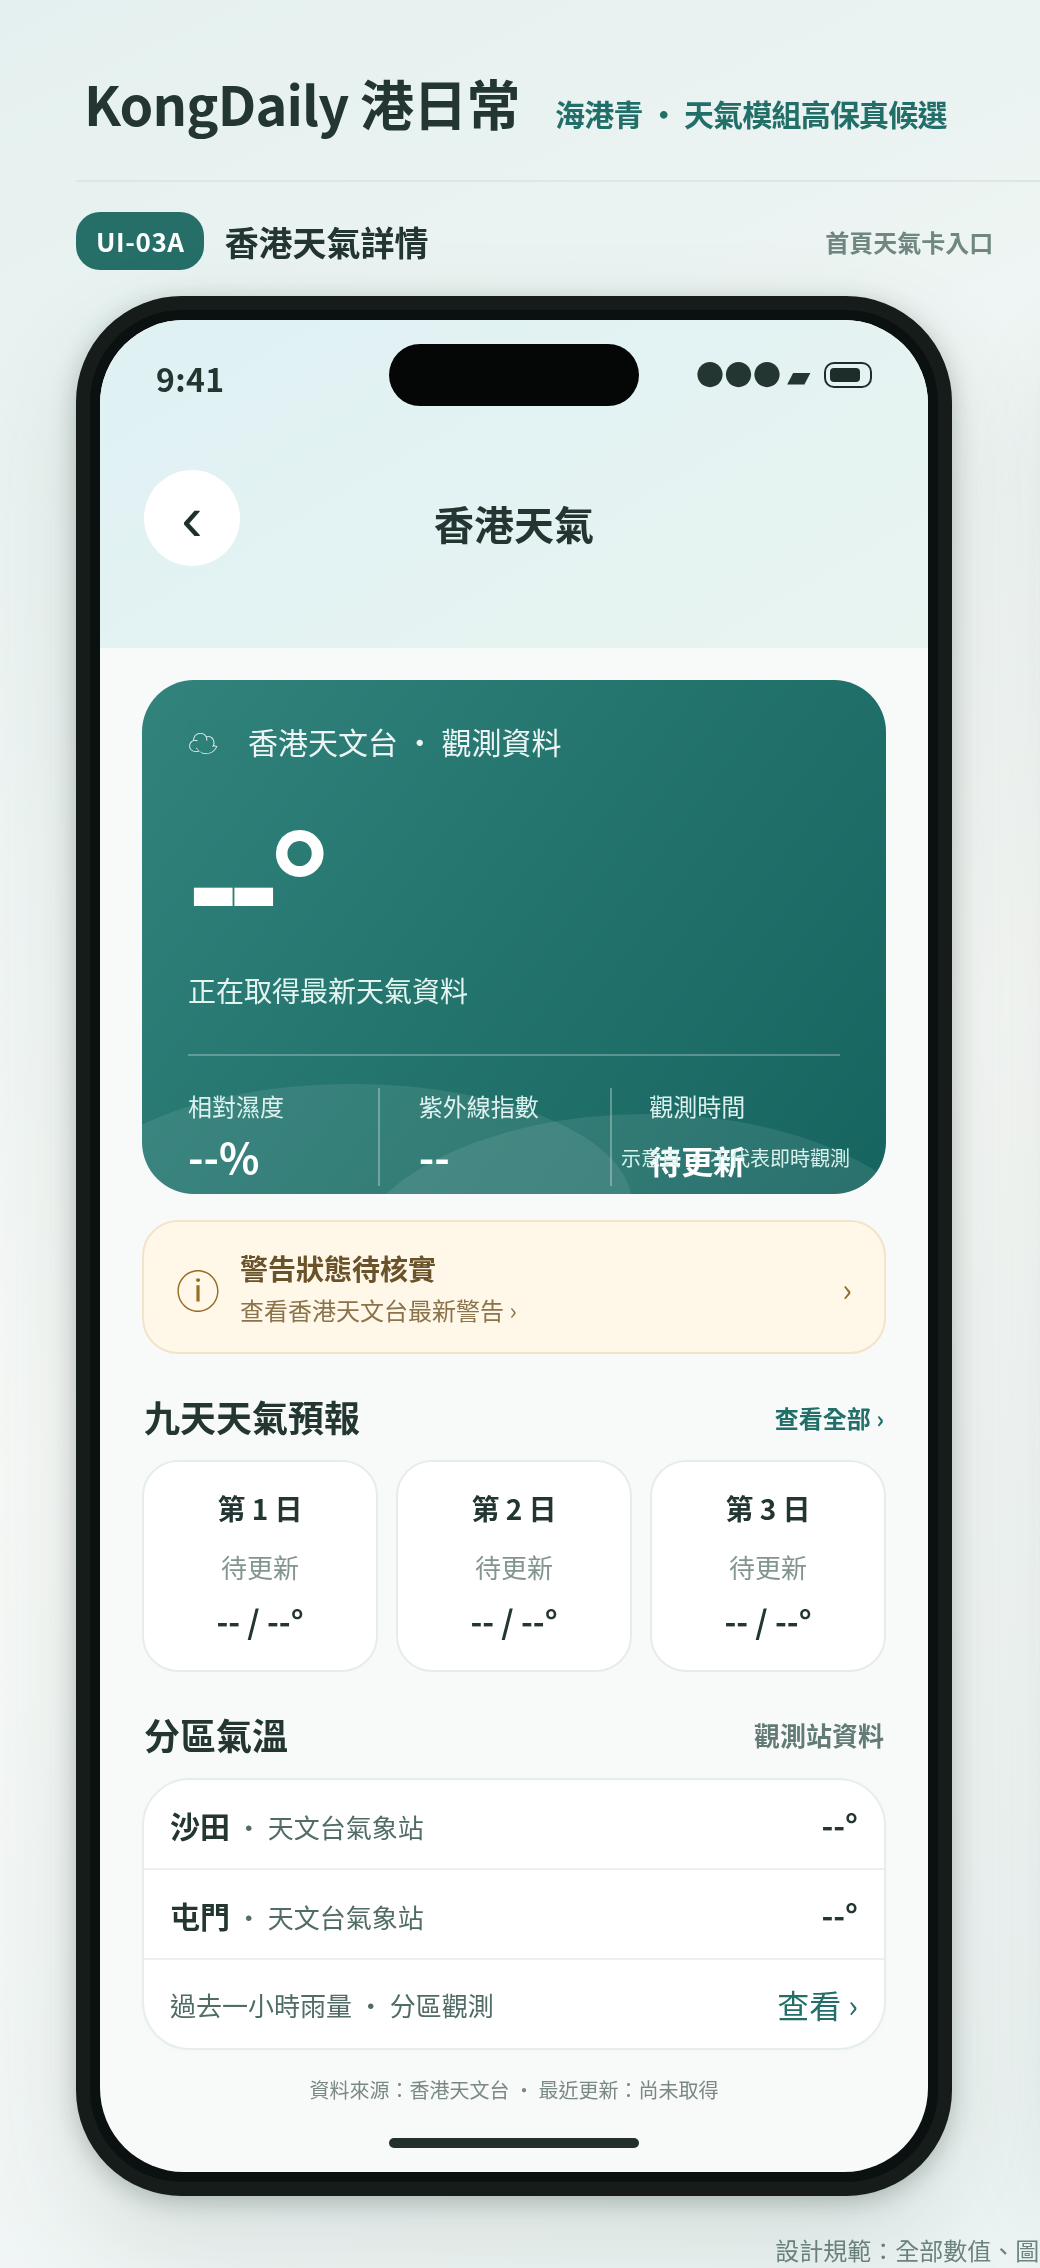 KongDaily 港日常 海港青 · 天氣模組高保真候選
UI-03A 香港天氣詳情 首頁天氣卡入口
9:41
‹ 香港天氣
香港天文台 · 觀測資料
--°
正在取得最新天氣資料
相對濕度 紫外線指數 觀測時間
--% -- 待更新
示意 代表即時觀測
警告狀態待核實
查看香港天文台最新警告 ›
›
九天天氣預報 查看全部 ›
第 1 日 第 2 日 第 3 日
待更新 待更新 待更新
-- / --° -- / --° -- / --°
分區氣溫 觀測站資料
沙田 · 天文台氣象站 --°
屯門 · 天文台氣象站 --°
過去一小時雨量 · 分區觀測 查看 ›
資料來源：香港天文台 · 最近更新：尚未取得
設計規範：全部數值、圖